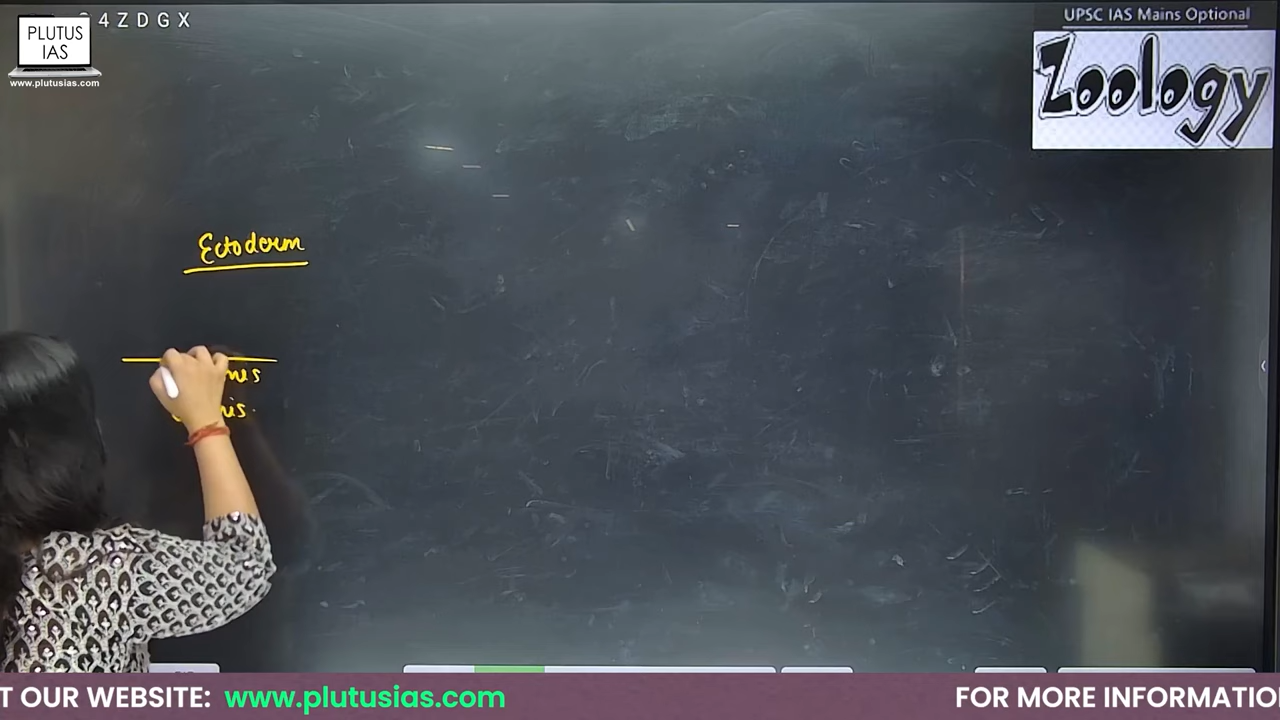 4ZDGX
PLUTUS
IAS
www.plutusias.com
UPSC IAS Mains Optional
Zoology
Ectoderm
T OUR WEBSITE: www.plutusias.com
FOR MORE INFORMATIO